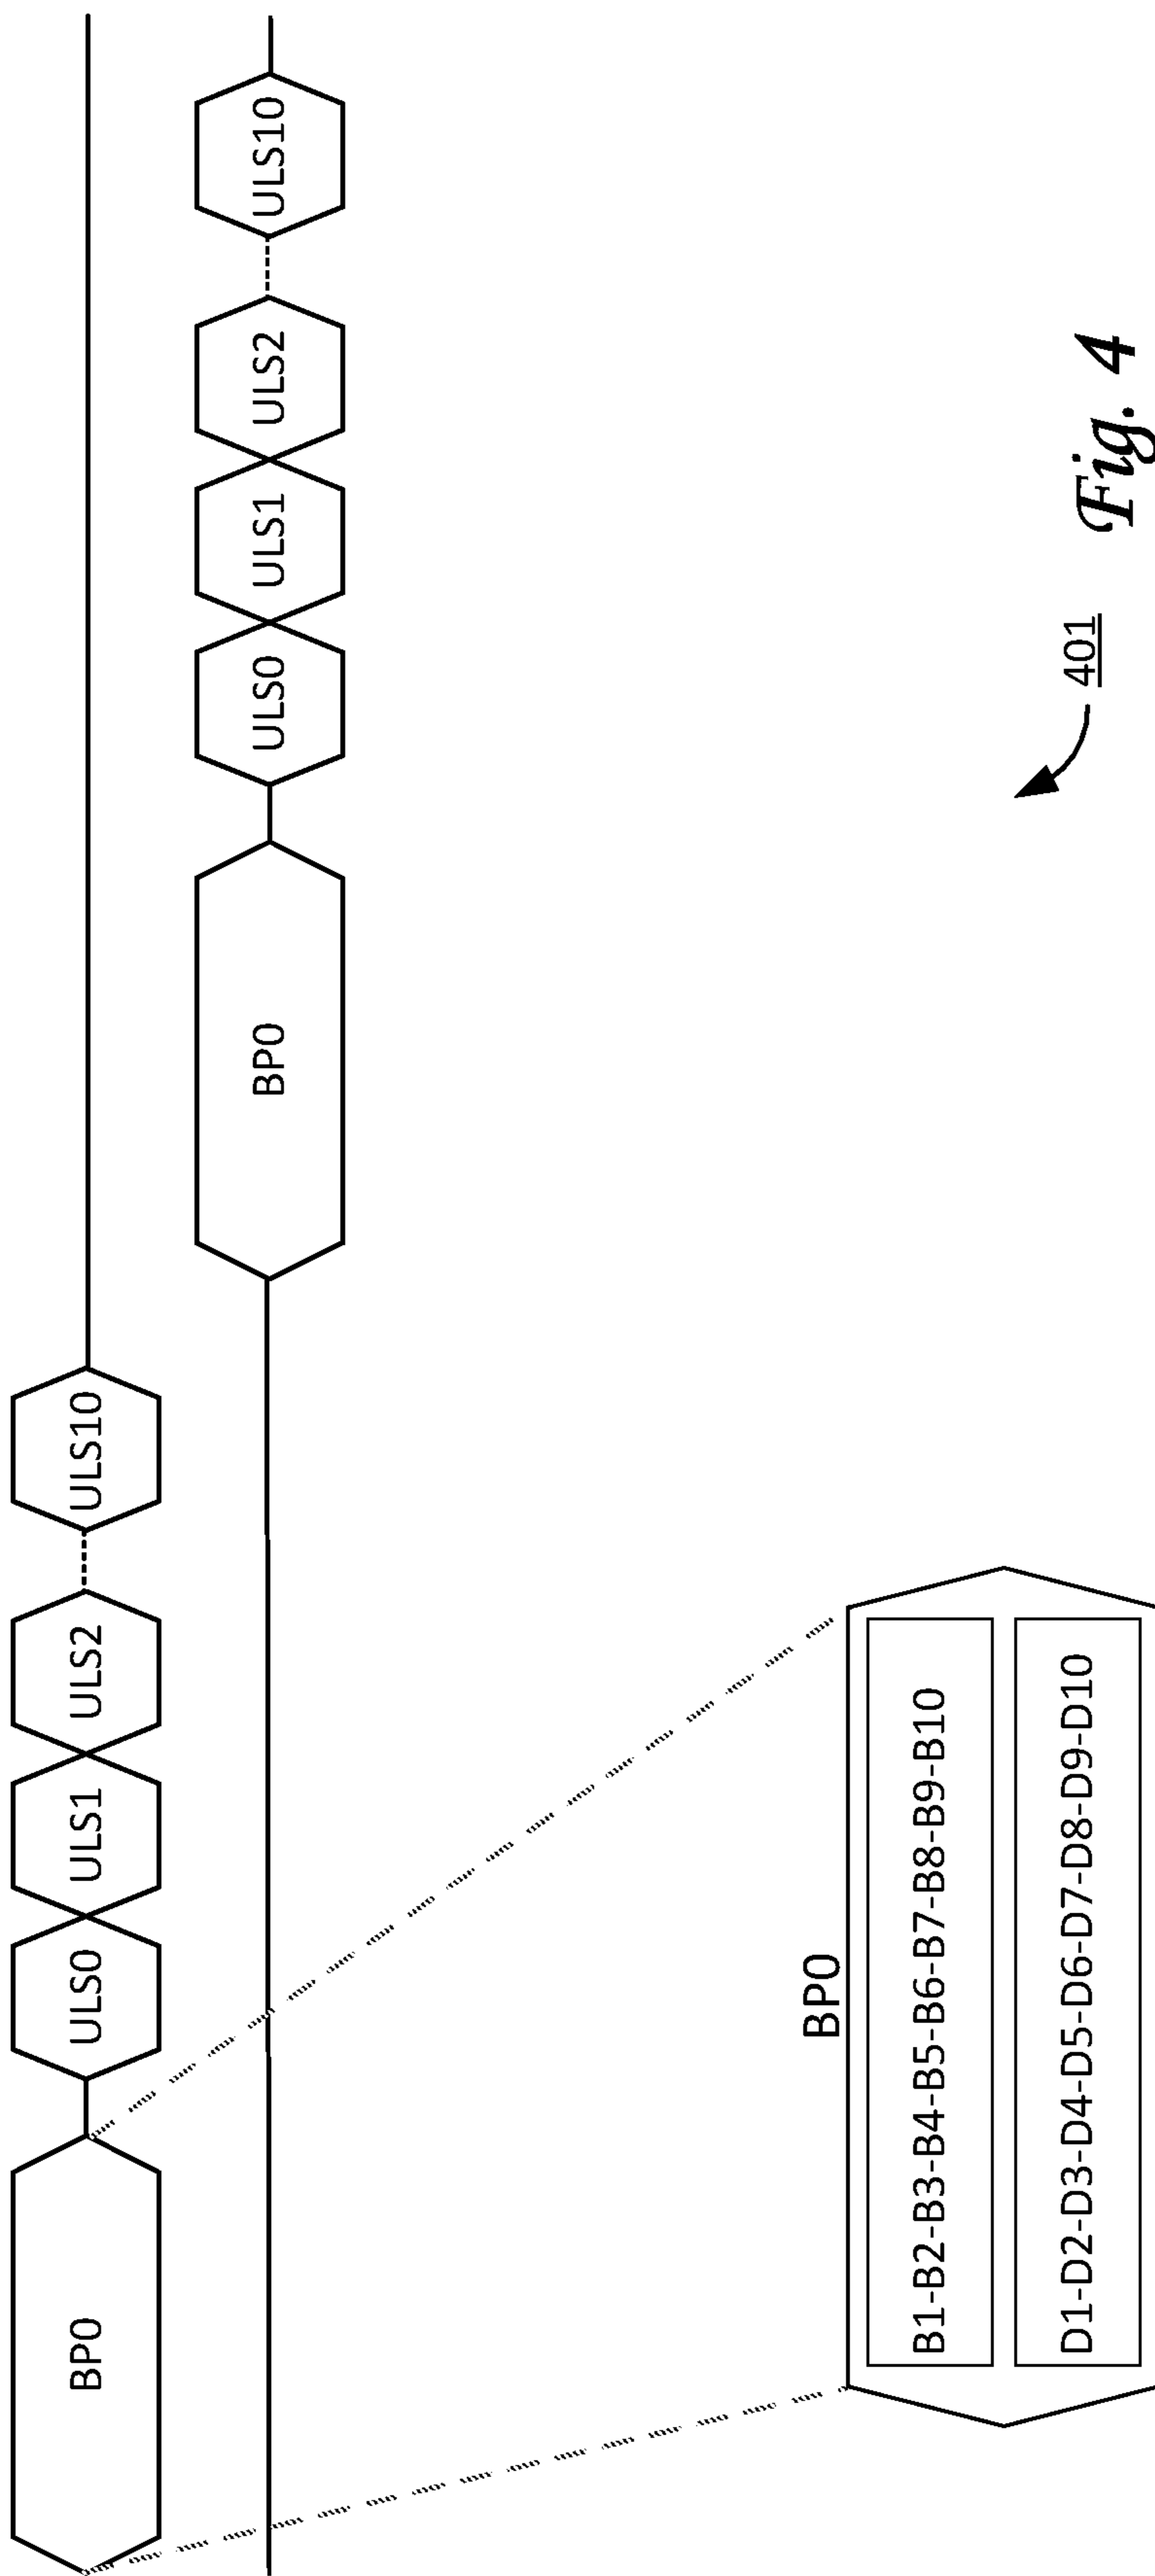 BP0 ULS0 ULS1 ULS2 ULS10
BP0 ULS0 ULS1 ULS2 ULS10
BP0
B1-B2-B3-B4-B5-B6-B7-B8-B9-B10
D1-D2-D3-D4-D5-D6-D7-D8-D9-D10
401
Fig. 4